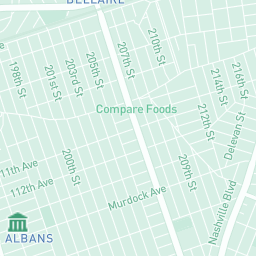 BELLAIRE
210th St
207th St
198th St
201st St
203rd St
205th St
214th St
216th St
Compare Foods
212th St
Delevan St
200th St
209th St
11th Ave
112th Ave
Murdock Ave
Nashville Blvd
ALBANS